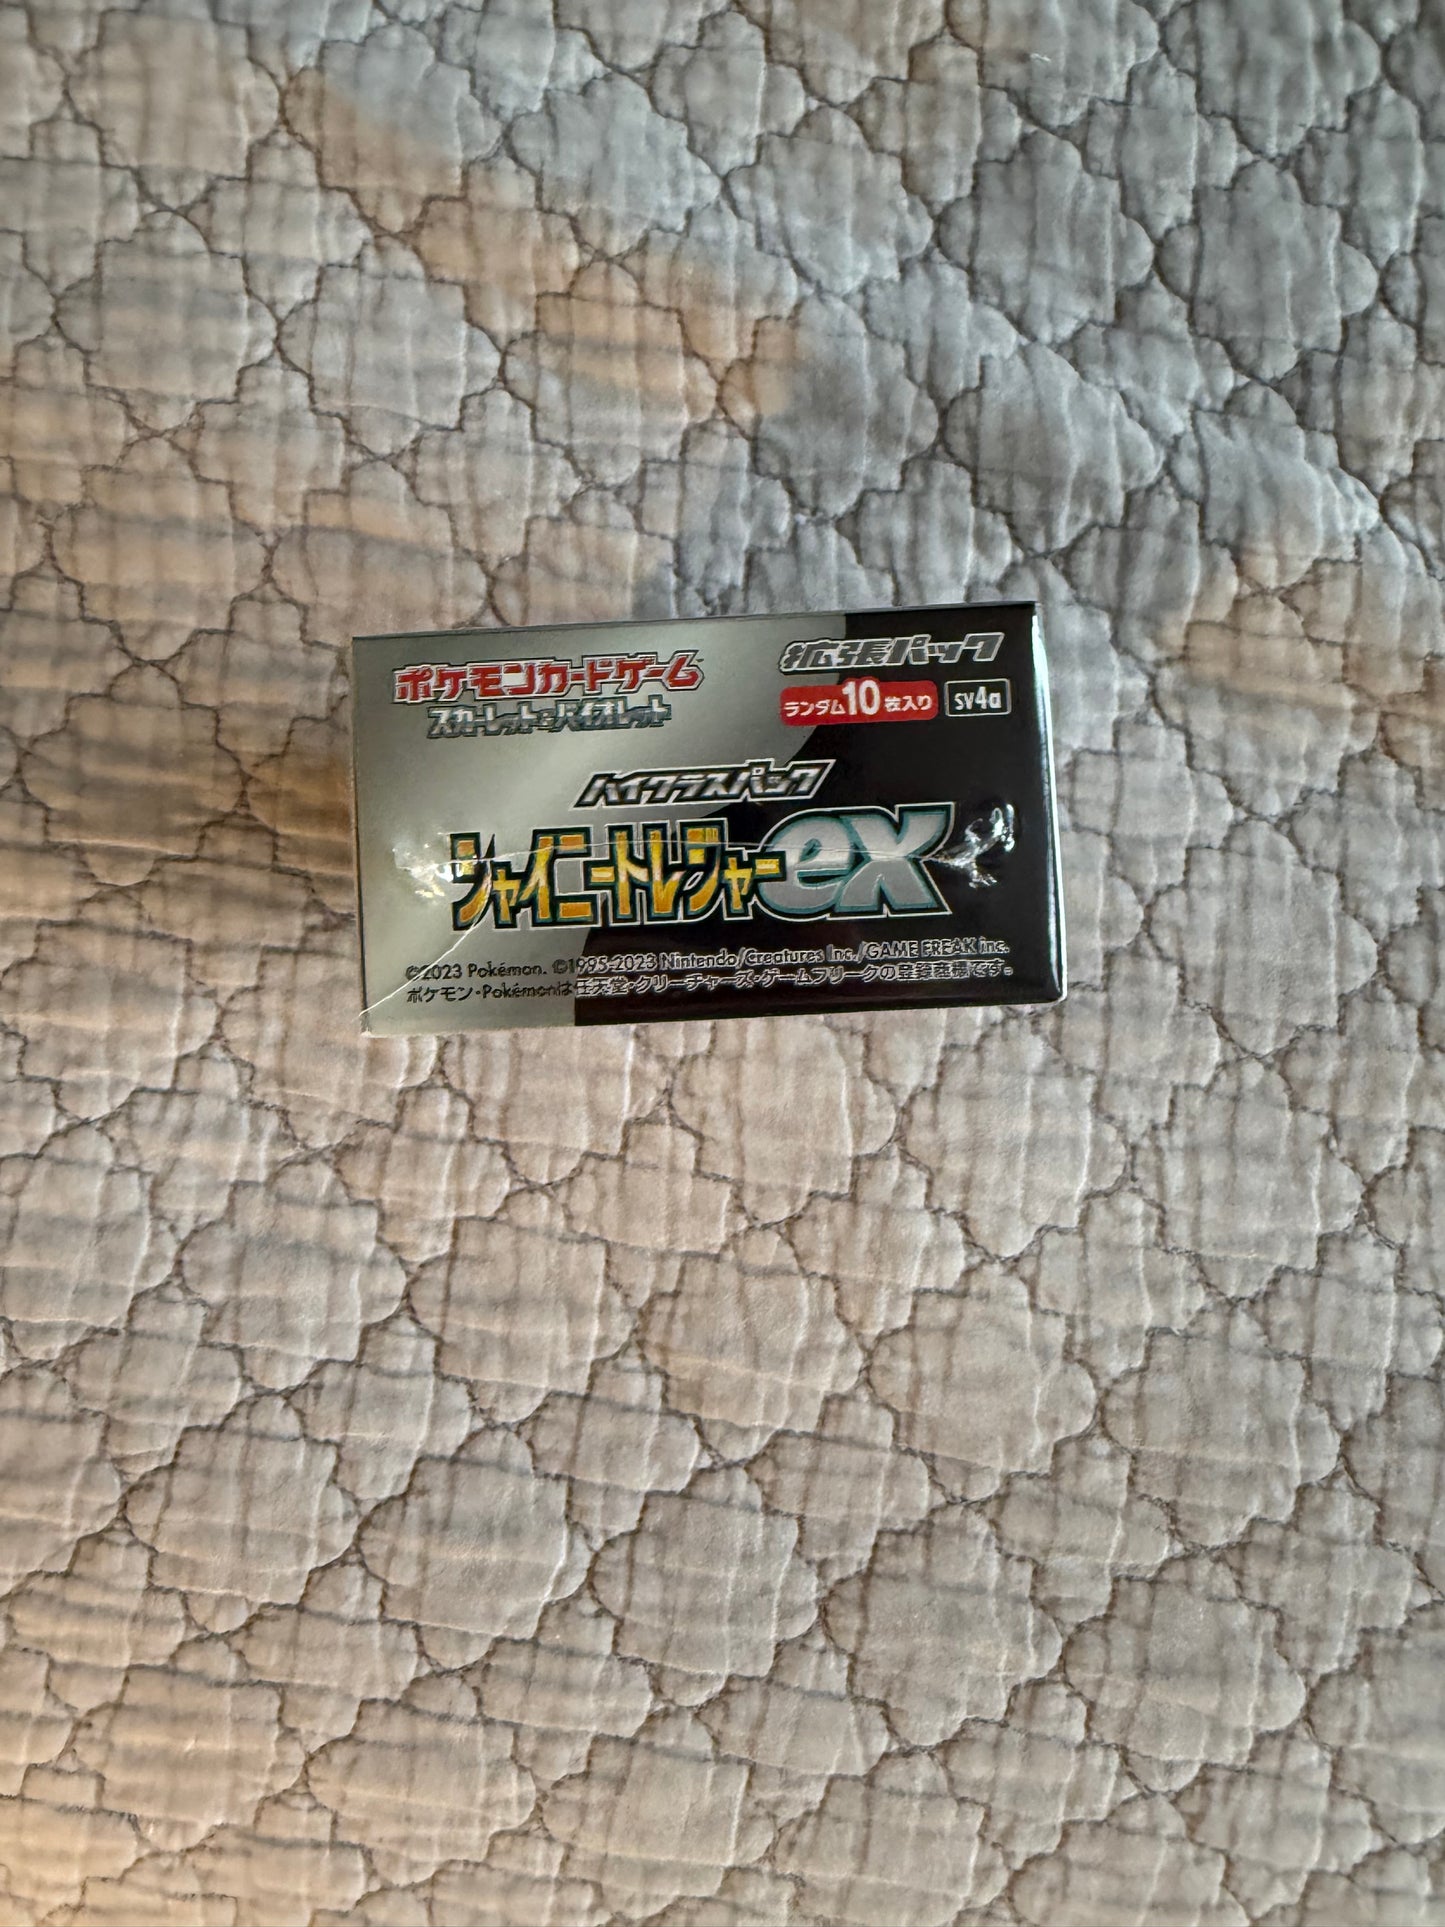 ポケモンカードゲーム
スカーレット&バイオレット
拡張パック
ランダム10枚入り
sv4a
ハイクラスパック
シャイニートレジャーex
©2023 Pokémon. ©1995-2023 Nintendo/Creatures Inc./GAME FREAK inc.
ポケモン・Pokémonは任天堂・クリーチャーズ・ゲームフリークの登録商標です。